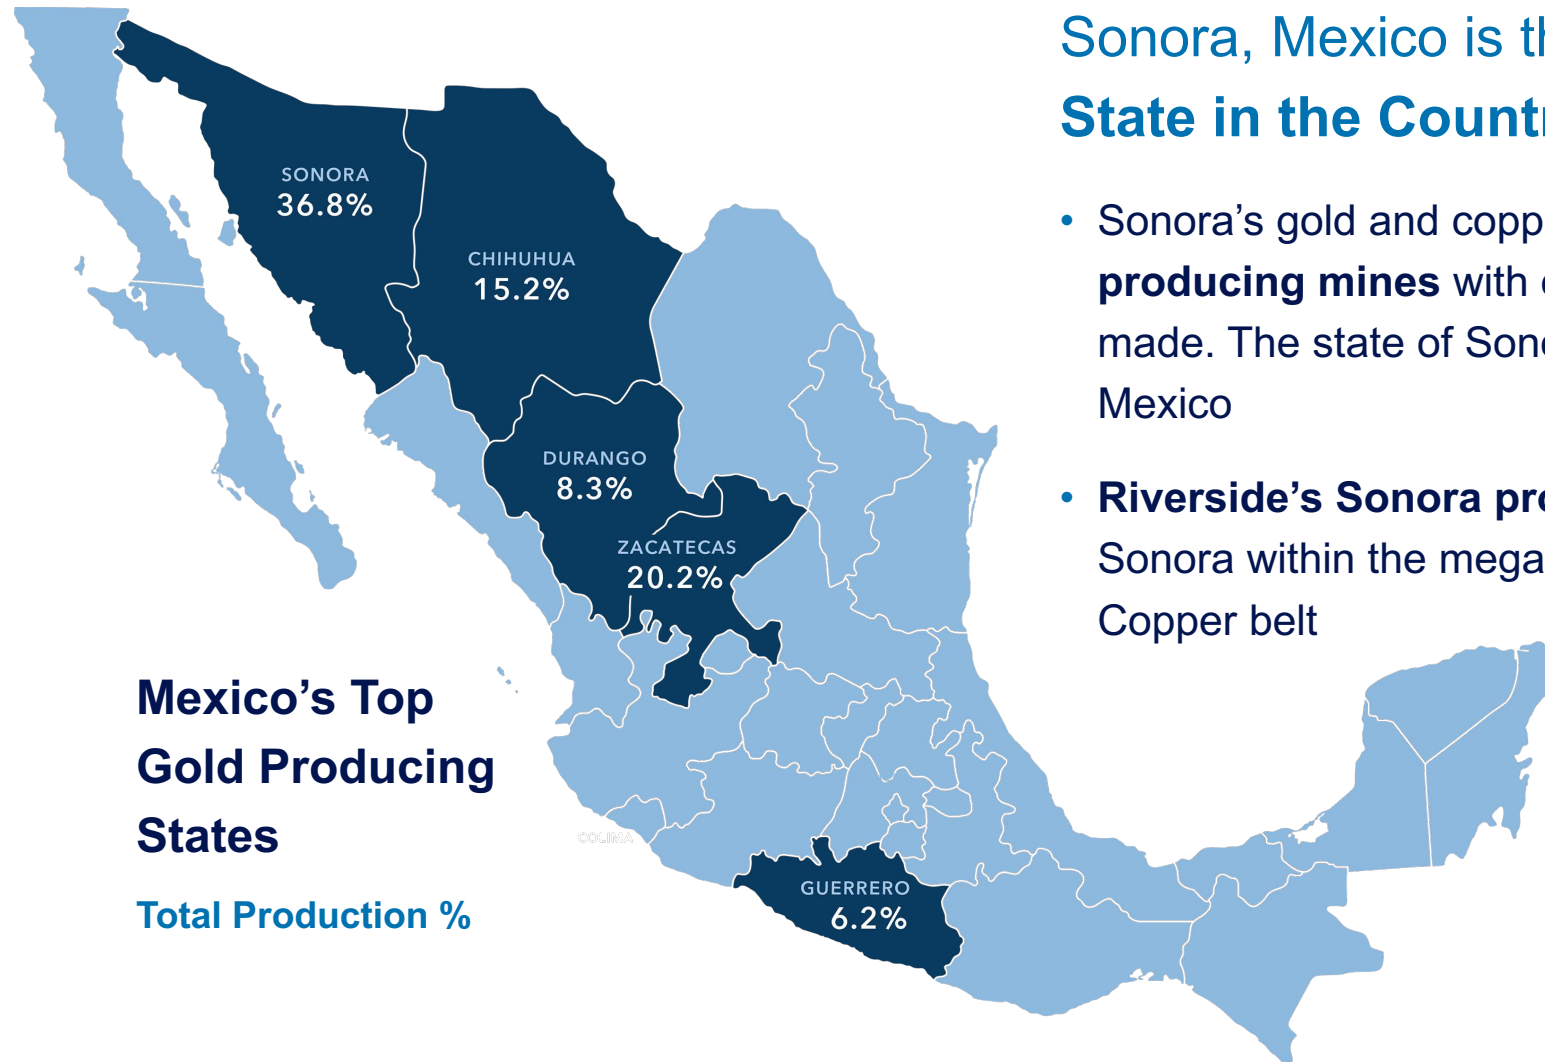 Sonora, Mexico is th
State in the Countr
• Sonora’s gold and copp
producing mines with
made. The state of Son
Mexico
• Riverside’s Sonora pr
Sonora within the mega
Copper belt
SONORA
36.8%
CHIHUHUA
15.2%
DURANGO
8.3%
ZACATECAS
20.2%
Mexico’s Top
Gold Producing
States
Total Production %
COLIMA
GUERRERO
6.2%